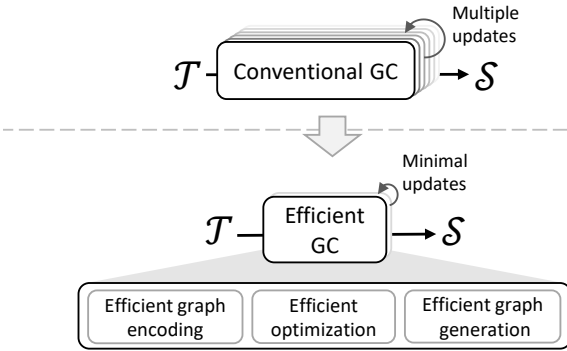 Multiple
updates
𝒯 Conventional GC 𝒮
Minimal
updates
𝒯 Efficient 𝒮
GC
Efficient graph
encoding
Efficient
optimization
Efficient graph
generation